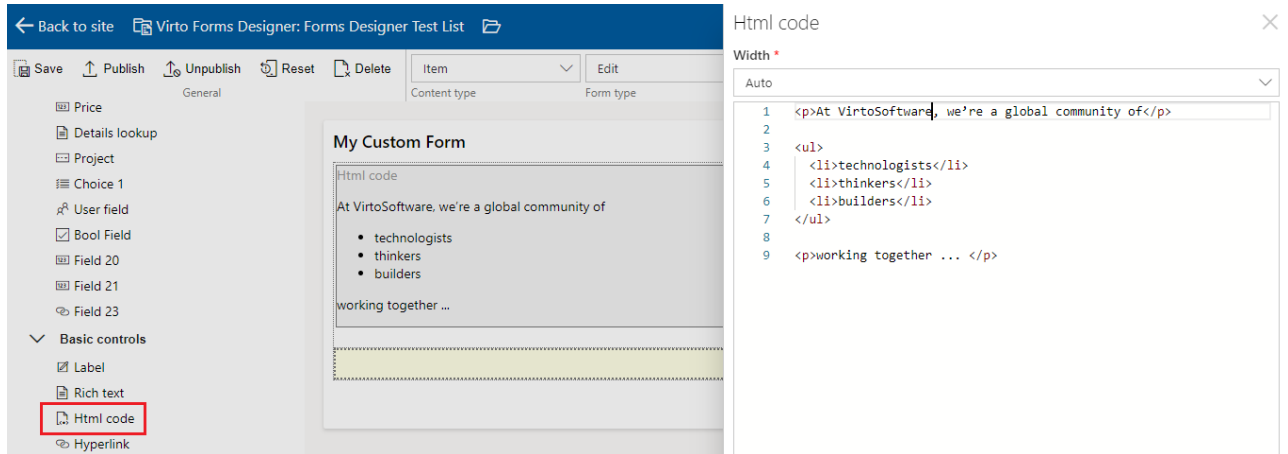 Back to site Virto Forms Designer: Forms Designer Test List
Save Publish Unpublish Reset Delete Item Edit
General Content type Form type
Price
Details lookup
Project
Choice 1
User field
Bool Field
Field 20
Field 21
Field 23
Basic controls
Label
Rich text
Html code
Hyperlink
My Custom Form
Html code
At VirtoSoftware, we’re a global community of
• technologists
• thinkers
• builders
working together ...
Html code
Width *
Auto
1 <p>At VirtoSoftware, we’re a global community of</p>
2
3 <ul>
4 <li>technologists</li>
5 <li>thinkers</li>
6 <li>builders</li>
7 </ul>
8
9 <p>working together ... </p>